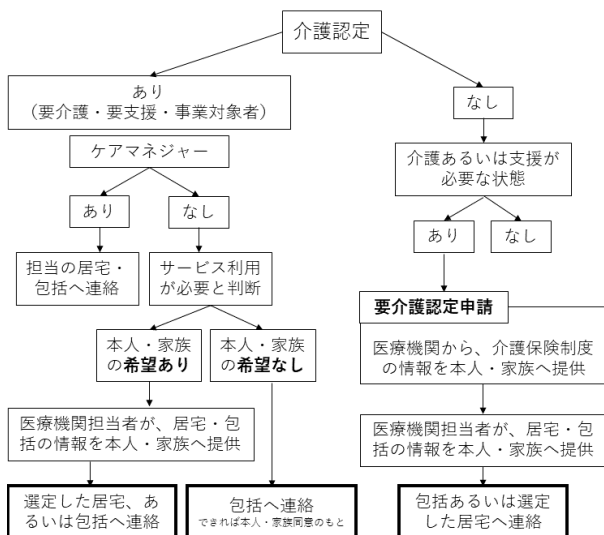 介護認定
あり
（要介護・要支援・事業対象者）
ケアマネジャー
あり
なし
担当の居宅・
包括へ連絡
サービス利用
が必要と判断
本人・家族
の希望あり
本人・家族
の希望なし
医療機関担当者が、居宅・包
括の情報を本人・家族へ提供
選定した居宅、あ
るいは包括へ連絡
包括へ連絡
できれば本人・家族同意のもと
なし
介護あるいは支援が
必要な状態
あり
なし
要介護認定申請
医療機関から、介護保険制度
の情報を本人・家族へ提供
医療機関担当者が、居宅・包
括の情報を本人・家族へ提供
包括あるいは選定
した居宅へ連絡